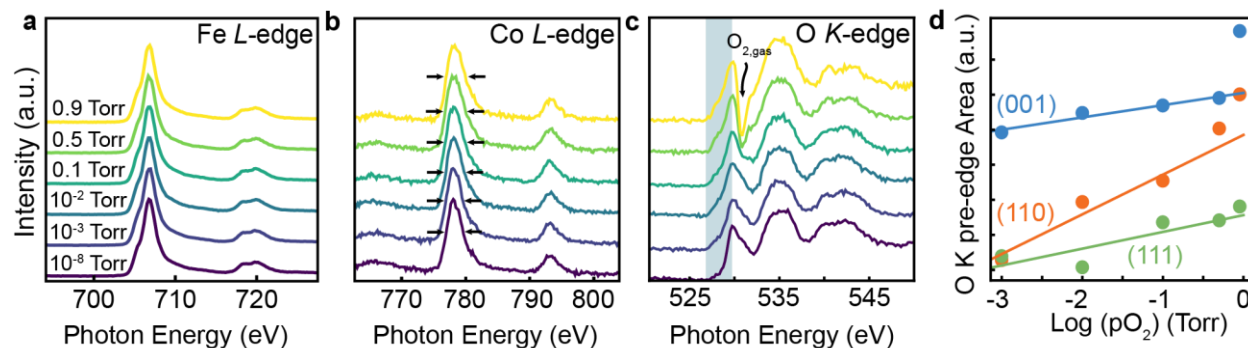 a
Fe L-edge
b
Co L-edge
c
O K-edge
d
Intensity (a.u.)
0.9 Torr
0.5 Torr
0.1 Torr
10⁻² Torr
10⁻³ Torr
10⁻⁸ Torr
700 710 720
Photon Energy (eV)
770 780 790 800
Photon Energy (eV)
O₂,gas
525 535 545
Photon Energy (eV)
O K pre-edge Area (a.u.)
(001)
(110)
(111)
-3 -2 -1 0
Log (pO₂) (Torr)